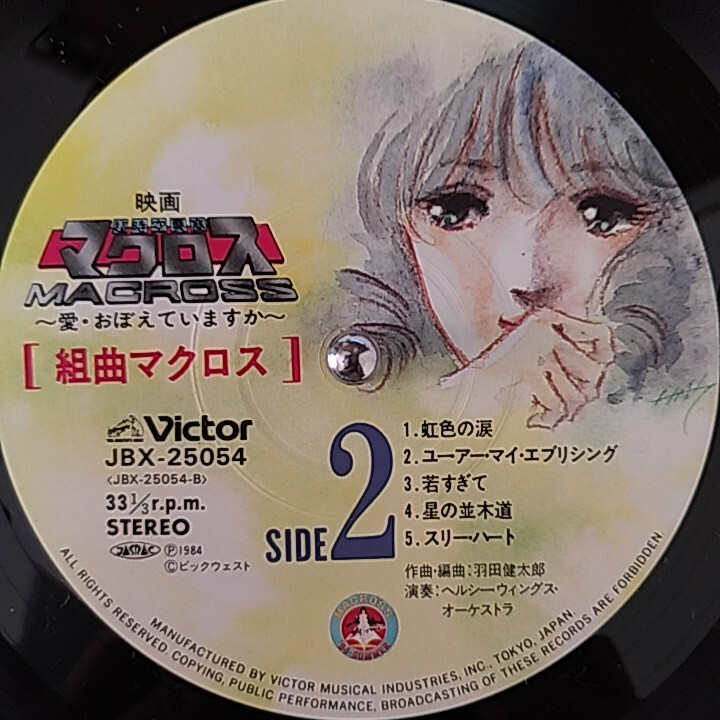 映画
超時空要塞
マクロス
MACROSS
~愛・おぼえていますか~
[組曲マクロス]
Victor
JBX-25054
〈JBX-25054-B〉
33 1/3 r.p.m.
STEREO
JASRAC Ⓟ1984
Ⓒビックウェスト
SIDE 2
1.虹色の涙
2.ユーアー・マイ・エブリシング
3.若すぎて
4.星の並木道
5.スリー・ハート
作曲・編曲:羽田健太郎
演奏:ヘルシーウィングス・
オーケストラ
MACROSS
'84 SUMMER
MANUFACTURED BY VICTOR MUSICAL INDUSTRIES, INC., TOKYO, JAPAN.
ALL RIGHTS RESERVED. COPYING, PUBLIC PERFORMANCE, BROADCASTING OF THESE RECORDS ARE FORBIDDEN